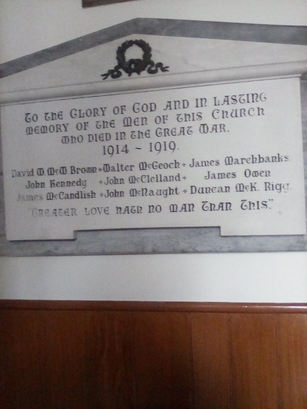 To the Glory of God and in lasting
memory of the Men of this Church
who died in the Great War.
1914 ~ 1919.
David M. McW Brown + Walter McGeoch + James Marchbanks
John Kennedy + John McClelland + James Owen
James McCandlish + John McNaught + Duncan McK. Rigg.
"Greater love hath no man than this."